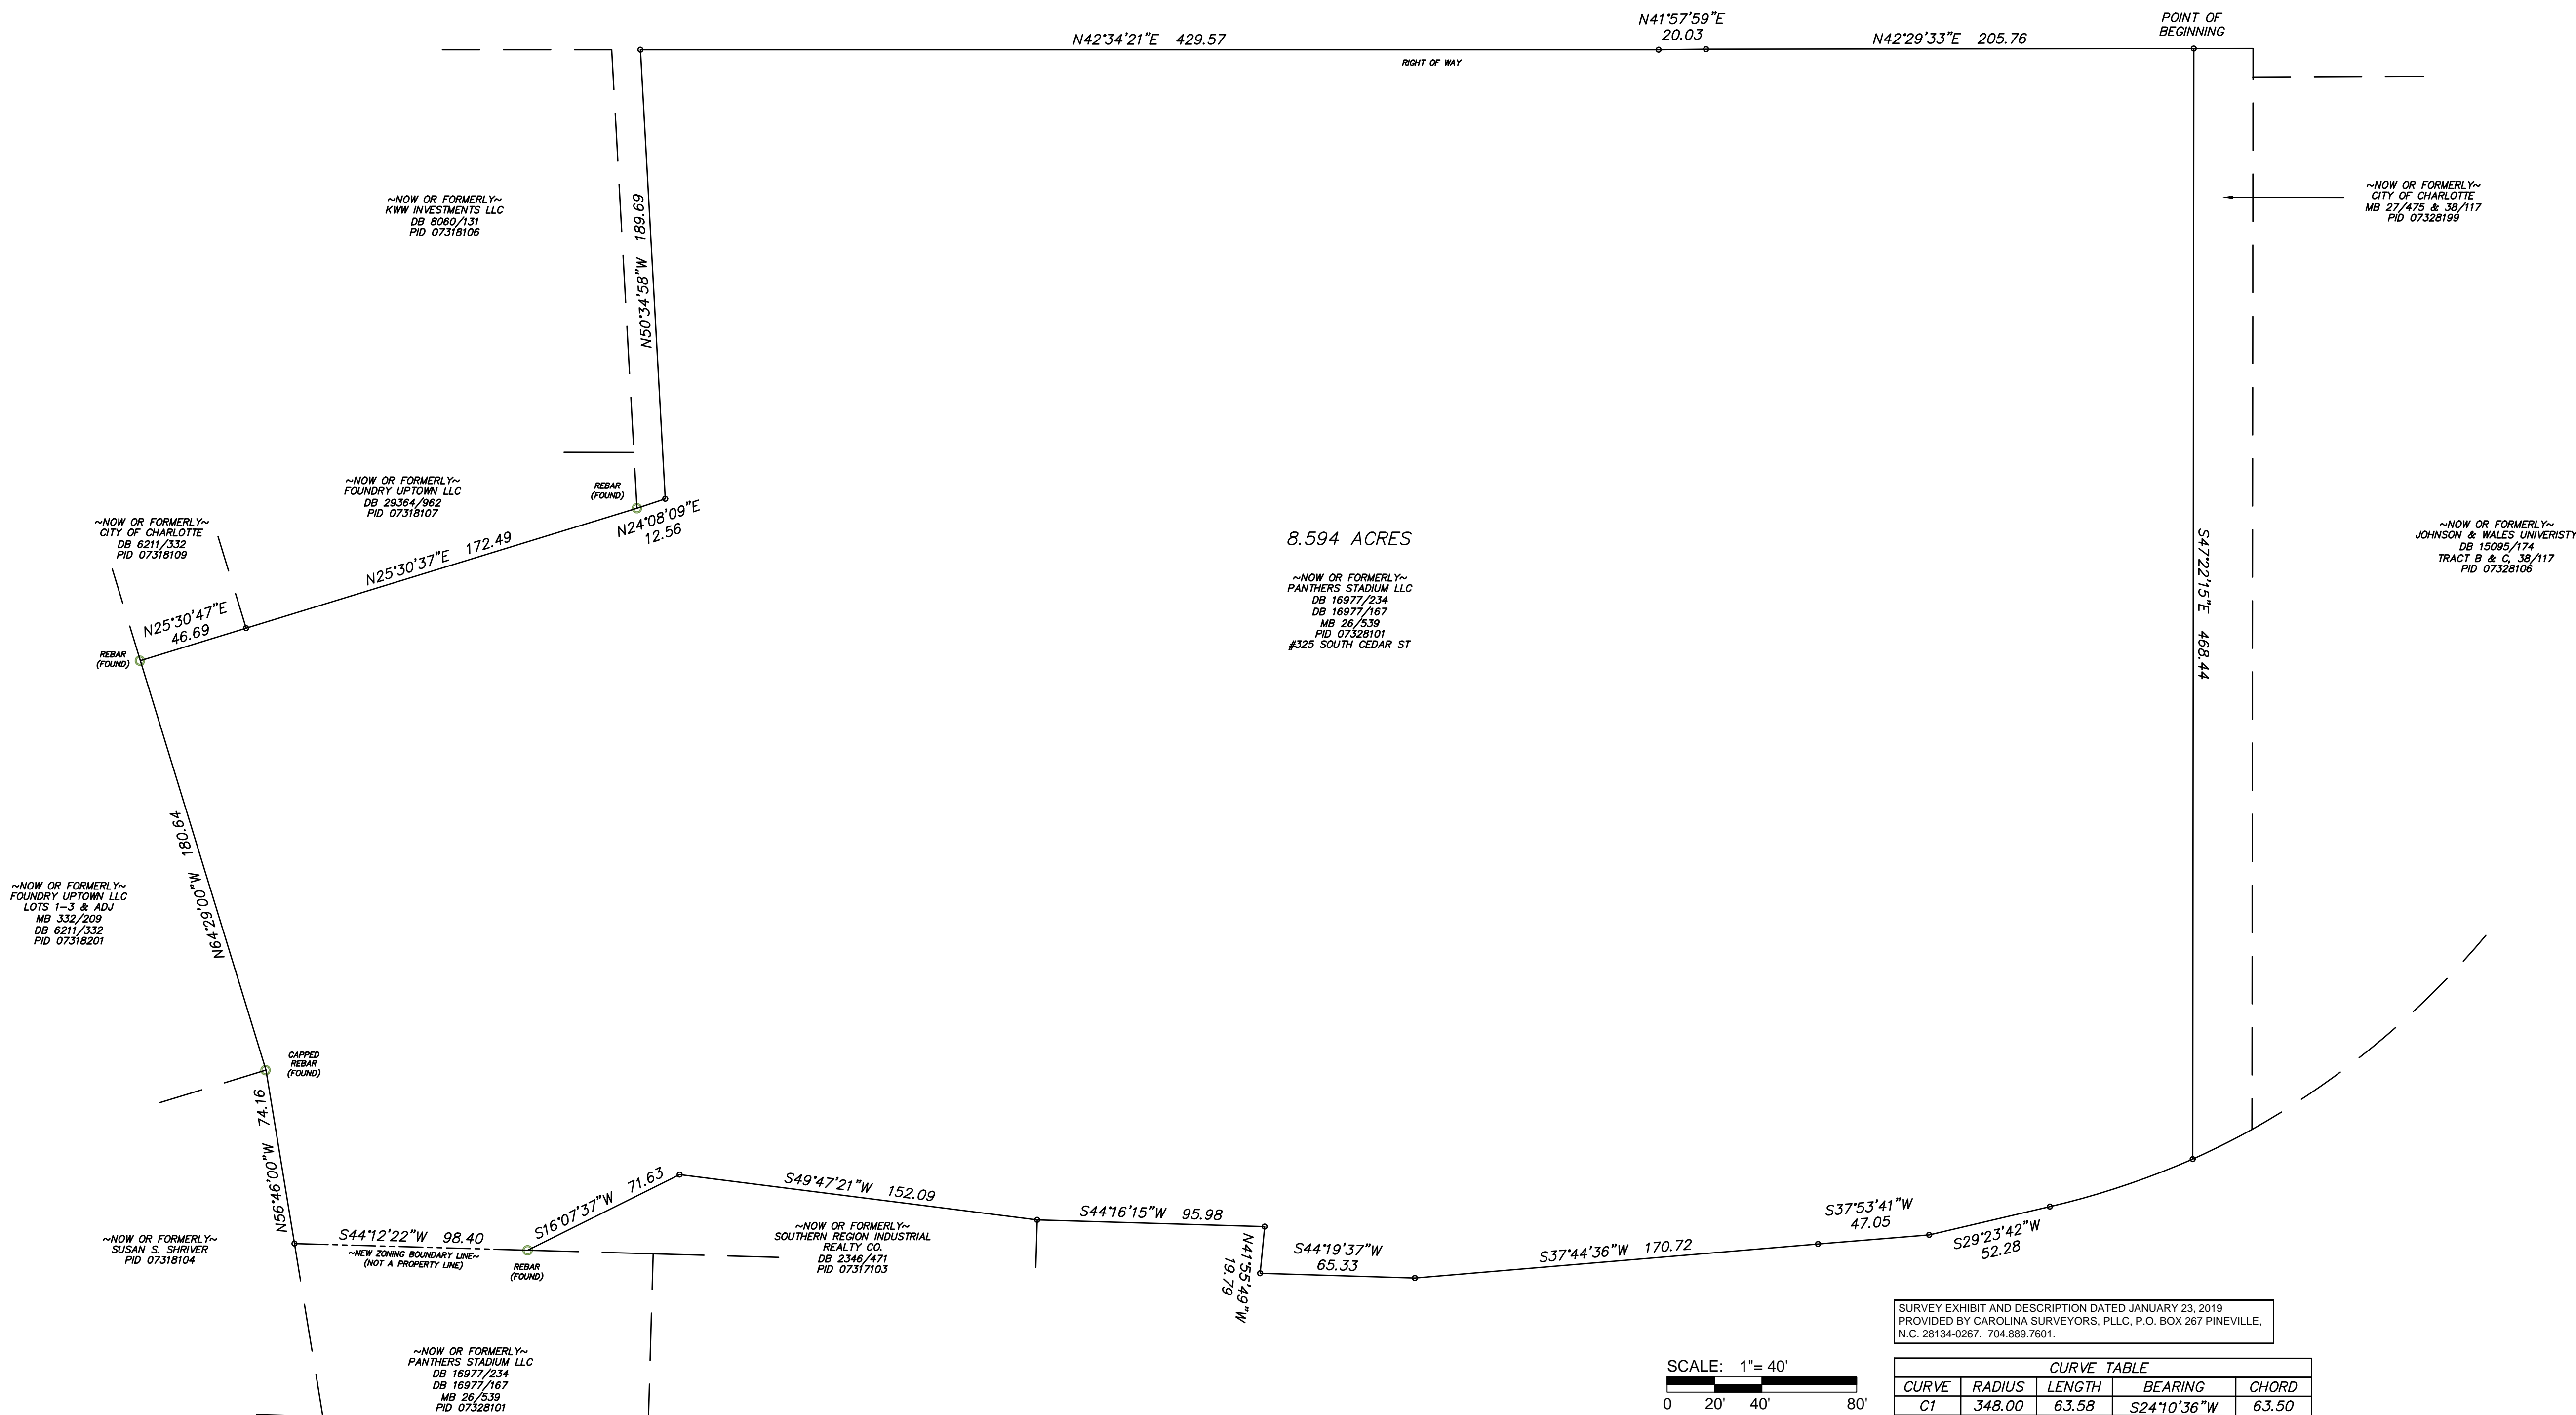 N42°34'21"E 429.57
N41°57'59"E
20.03
N42°29'33"E 205.76
POINT OF
BEGINNING
RIGHT OF WAY
~NOW OR FORMERLY~
KWW INVESTMENTS LLC
DB 8060/131
PID 07318106
N50°34'58"W 189.69
~NOW OR FORMERLY~
CITY OF CHARLOTTE
MB 27/475 & 38/117
PID 07328199
~NOW OR FORMERLY~
FOUNDRY UPTOWN LLC
DB 29364/962
PID 07318107
REBAR
(FOUND)
N24°08'09"E
12.56
~NOW OR FORMERLY~
CITY OF CHARLOTTE
DB 6211/332
PID 07318109
N25°30'37"E 172.49
N25°30'47"E
46.69
REBAR
(FOUND)
8.594 ACRES
~NOW OR FORMERLY~
PANTHERS STADIUM LLC
DB 16977/234
DB 16977/167
MB 26/539
PID 07328101
#325 SOUTH CEDAR ST
S47°22'15"E 468.44
~NOW OR FORMERLY~
JOHNSON & WALES UNIVERISTY
DB 15095/174
TRACT B & C, 38/117
PID 07328106
N64°29'00"W 180.64
~NOW OR FORMERLY~
FOUNDRY UPTOWN LLC
LOTS 1-3 & ADJ
MB 332/209
DB 6211/332
PID 07318201
CAPPED
REBAR
(FOUND)
N56°46'00"W 74.16
~NOW OR FORMERLY~
SUSAN S. SHRIVER
PID 07318104
S44°12'22"W 98.40
~NEW ZONING BOUNDARY LINE~
(NOT A PROPERTY LINE)
REBAR
(FOUND)
S16°07'37"W 71.63
S49°47'21"W 152.09
~NOW OR FORMERLY~
SOUTHERN REGION INDUSTRIAL
REALTY CO.
DB 2346/471
PID 07317103
S44°16'15"W 95.98
N41°55'49"W
19.79
S44°19'37"W
65.33
S37°44'36"W 170.72
S37°53'41"W
47.05
S29°23'42"W
52.28
~NOW OR FORMERLY~
PANTHERS STADIUM LLC
DB 16977/234
DB 16977/167
MB 26/539
PID 07328101
SURVEY EXHIBIT AND DESCRIPTION DATED JANUARY 23, 2019
PROVIDED BY CAROLINA SURVEYORS, PLLC, P.O. BOX 267 PINEVILLE,
N.C. 28134-0267. 704.889.7601.
SCALE: 1"= 40'
0 20' 40' 80'
CURVE TABLE
CURVE RADIUS LENGTH BEARING CHORD
C1 348.00 63.58 S24°10'36"W 63.50